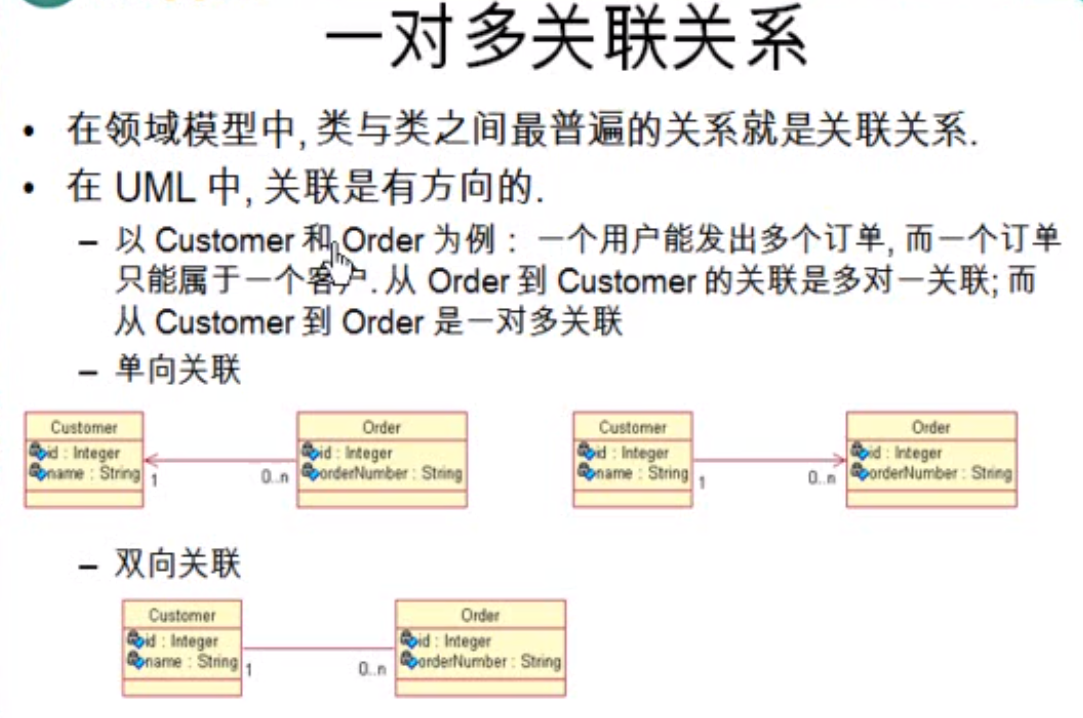 一对多关联关系
• 在领域模型中, 类与类之间最普遍的关系就是关联关系.
• 在 UML 中, 关联是有方向的.
– 以 Customer 和 Order 为例： 一个用户能发出多个订单, 而一个订单
只能属于一个客户. 从 Order 到 Customer 的关联是多对一关联; 而
从 Customer 到 Order 是一对多关联
– 单向关联
Customer
id : Integer
name : String
1
0..n
Order
id : Integer
orderNumber : String
Customer
id : Integer
name : String
1
0..n
Order
id : Integer
orderNumber : String
– 双向关联
Customer
id : Integer
name : String
1
0..n
Order
id : Integer
orderNumber : String